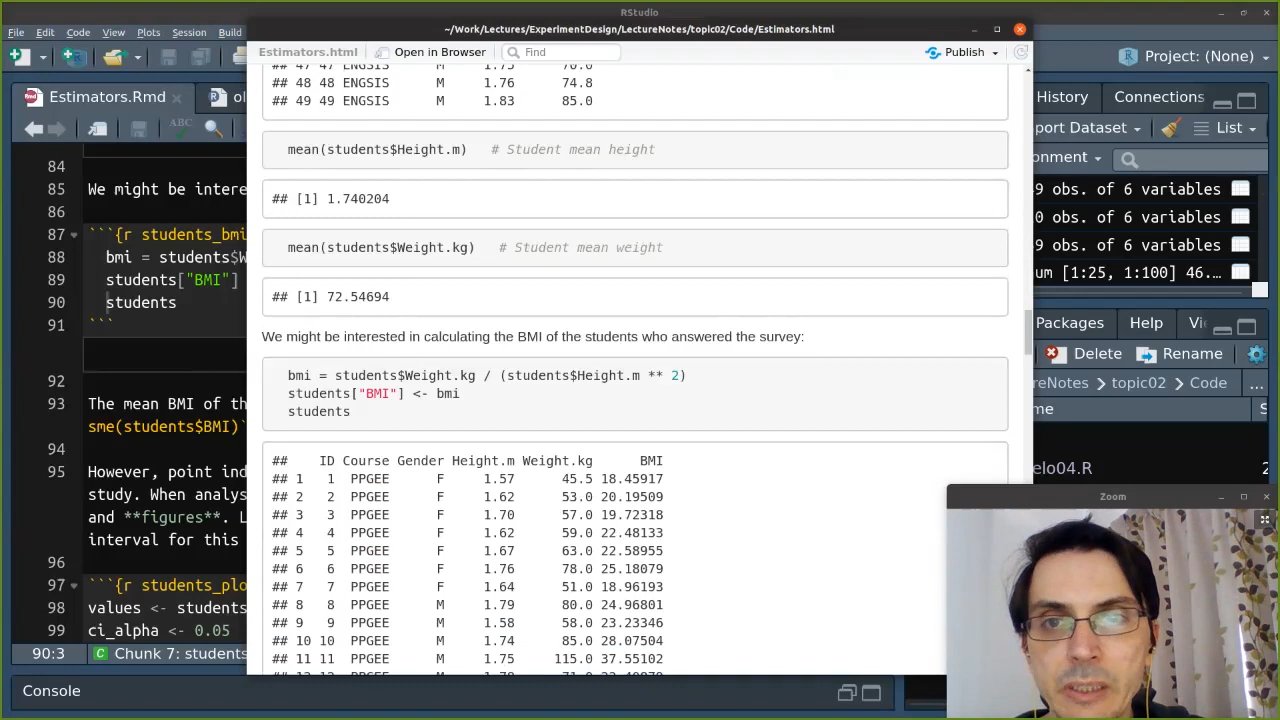 RStudio
File Edit Code View Plots Session Build
~/Work/Lectures/ExperimentDesign/LectureNotes/topic02/Code/Estimators.html
Estimators.html Open in Browser Find Publish
Project: (None)
Estimators.Rmd
ABC
84
85 We might be intere
86
87 ```{r students_bmi
88 bmi = students$W
89 students["BMI"]
90 students
91 ```
92
93 The mean BMI of th
sme(students$BMI)`
94
95 However, point ind
study. When analys
and **figures**. L
interval for this
96
97 ```{r students_plo
98 values <- students
99 ci_alpha <- 0.05
90:3 Chunk 7: students
Console
## 48 48 ENGSIS M 1.76 74.8
## 49 49 ENGSIS M 1.83 85.0
mean(students$Height.m) # Student mean height
## [1] 1.740204
mean(students$Weight.kg) # Student mean weight
## [1] 72.54694
We might be interested in calculating the BMI of the students who answered the survey:
bmi = students$Weight.kg / (students$Height.m ** 2)
students["BMI"] <- bmi
students
## ID Course Gender Height.m Weight.kg BMI
## 1 1 PPGEE F 1.57 45.5 18.45917
## 2 2 PPGEE F 1.62 53.0 20.19509
## 3 3 PPGEE F 1.70 57.0 19.72318
## 4 4 PPGEE F 1.62 59.0 22.48133
## 5 5 PPGEE F 1.67 63.0 22.58955
## 6 6 PPGEE F 1.76 78.0 25.18079
## 7 7 PPGEE F 1.64 51.0 18.96193
## 8 8 PPGEE M 1.79 80.0 24.96801
## 9 9 PPGEE M 1.58 58.0 23.23346
## 10 10 PPGEE M 1.74 85.0 28.07504
## 11 11 PPGEE M 1.75 115.0 37.55102
History Connections
port Dataset List
onment
9 obs. of 6 variables
0 obs. of 6 variables
9 obs. of 6 variables
um [1:25, 1:100] 46...
Packages Help Vi
Delete Rename
reNotes topic02 Code ...
me S
elo04.R 2
Zoom